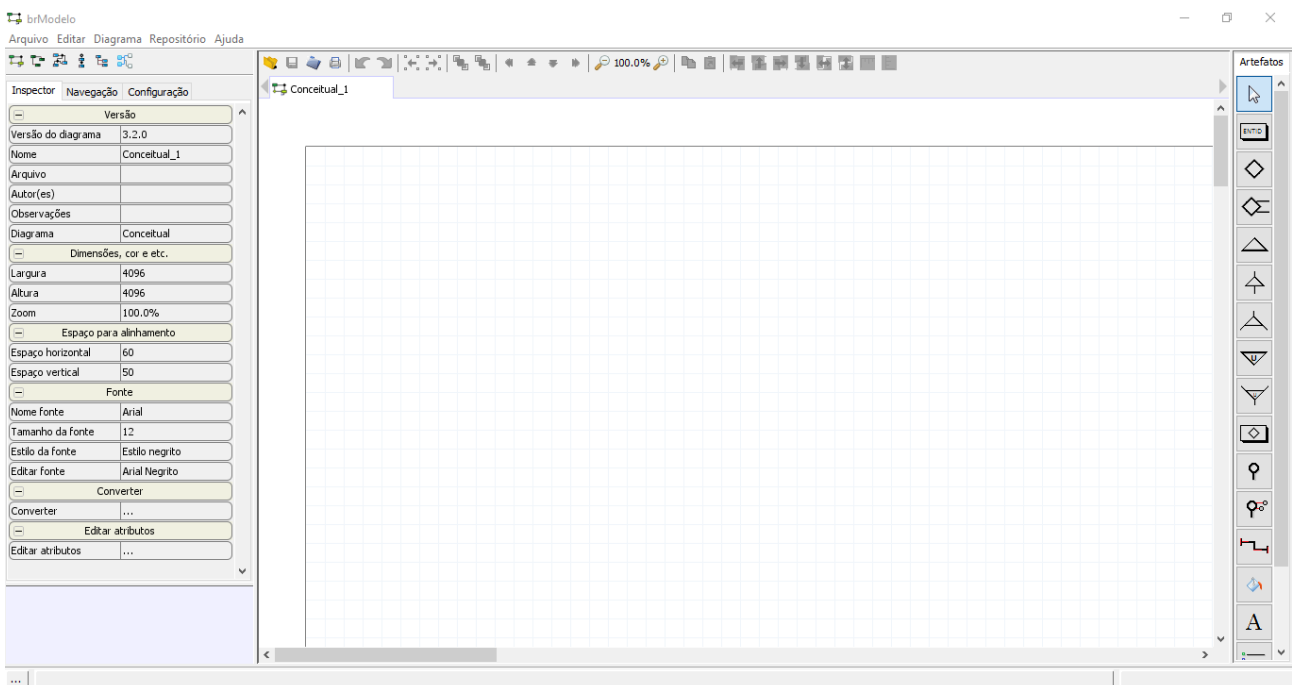 brModelo
Arquivo Editar Diagrama Repositório Ajuda
100.0%
Artefatos
Inspector Navegação Configuração
Conceitual_1
Versão
Versão do diagrama 3.2.0
Nome Conceitual_1
Arquivo
Autor(es)
Observações
Diagrama Conceitual
Dimensões, cor e etc.
Largura 4096
Altura 4096
Zoom 100.0%
Espaço para alinhamento
Espaço horizontal 60
Espaço vertical 50
Fonte
Nome fonte Arial
Tamanho da fonte 12
Estilo da fonte Estilo negrito
Editar fonte Arial Negrito
Converter
Converter ...
Editar atributos
Editar atributos ...
ENTID
U
A
...